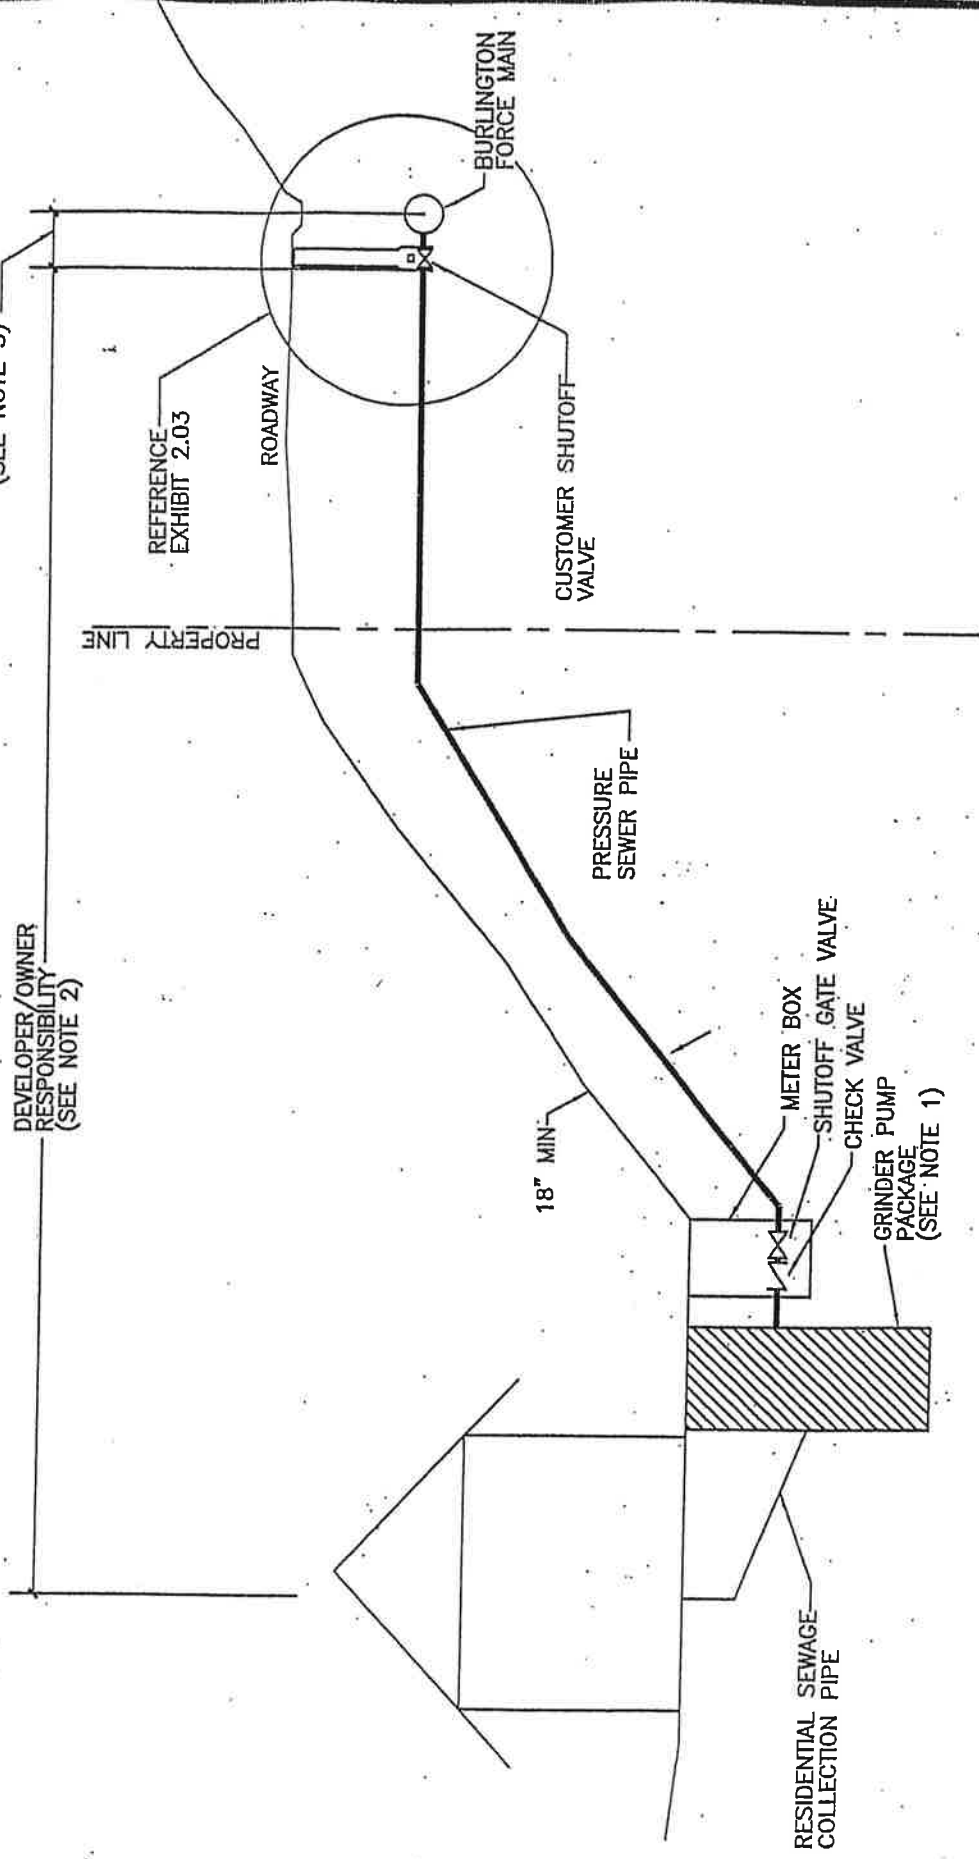 (SEE NOTE 3)
DEVELOPER/OWNER
RESPONSIBILITY
(SEE NOTE 2)
REFERENCE
EXHIBIT 2.03
BURLINGTON
FORCE MAIN
ROADWAY
PROPERTY LINE
CUSTOMER SHUTOFF
VALVE
PRESSURE
SEWER PIPE
18" MIN
METER BOX
SHUTOFF GATE VALVE
CHECK VALVE
GRINDER PUMP
PACKAGE
(SEE NOTE 1)
RESIDENTIAL SEWAGE
COLLECTION PIPE